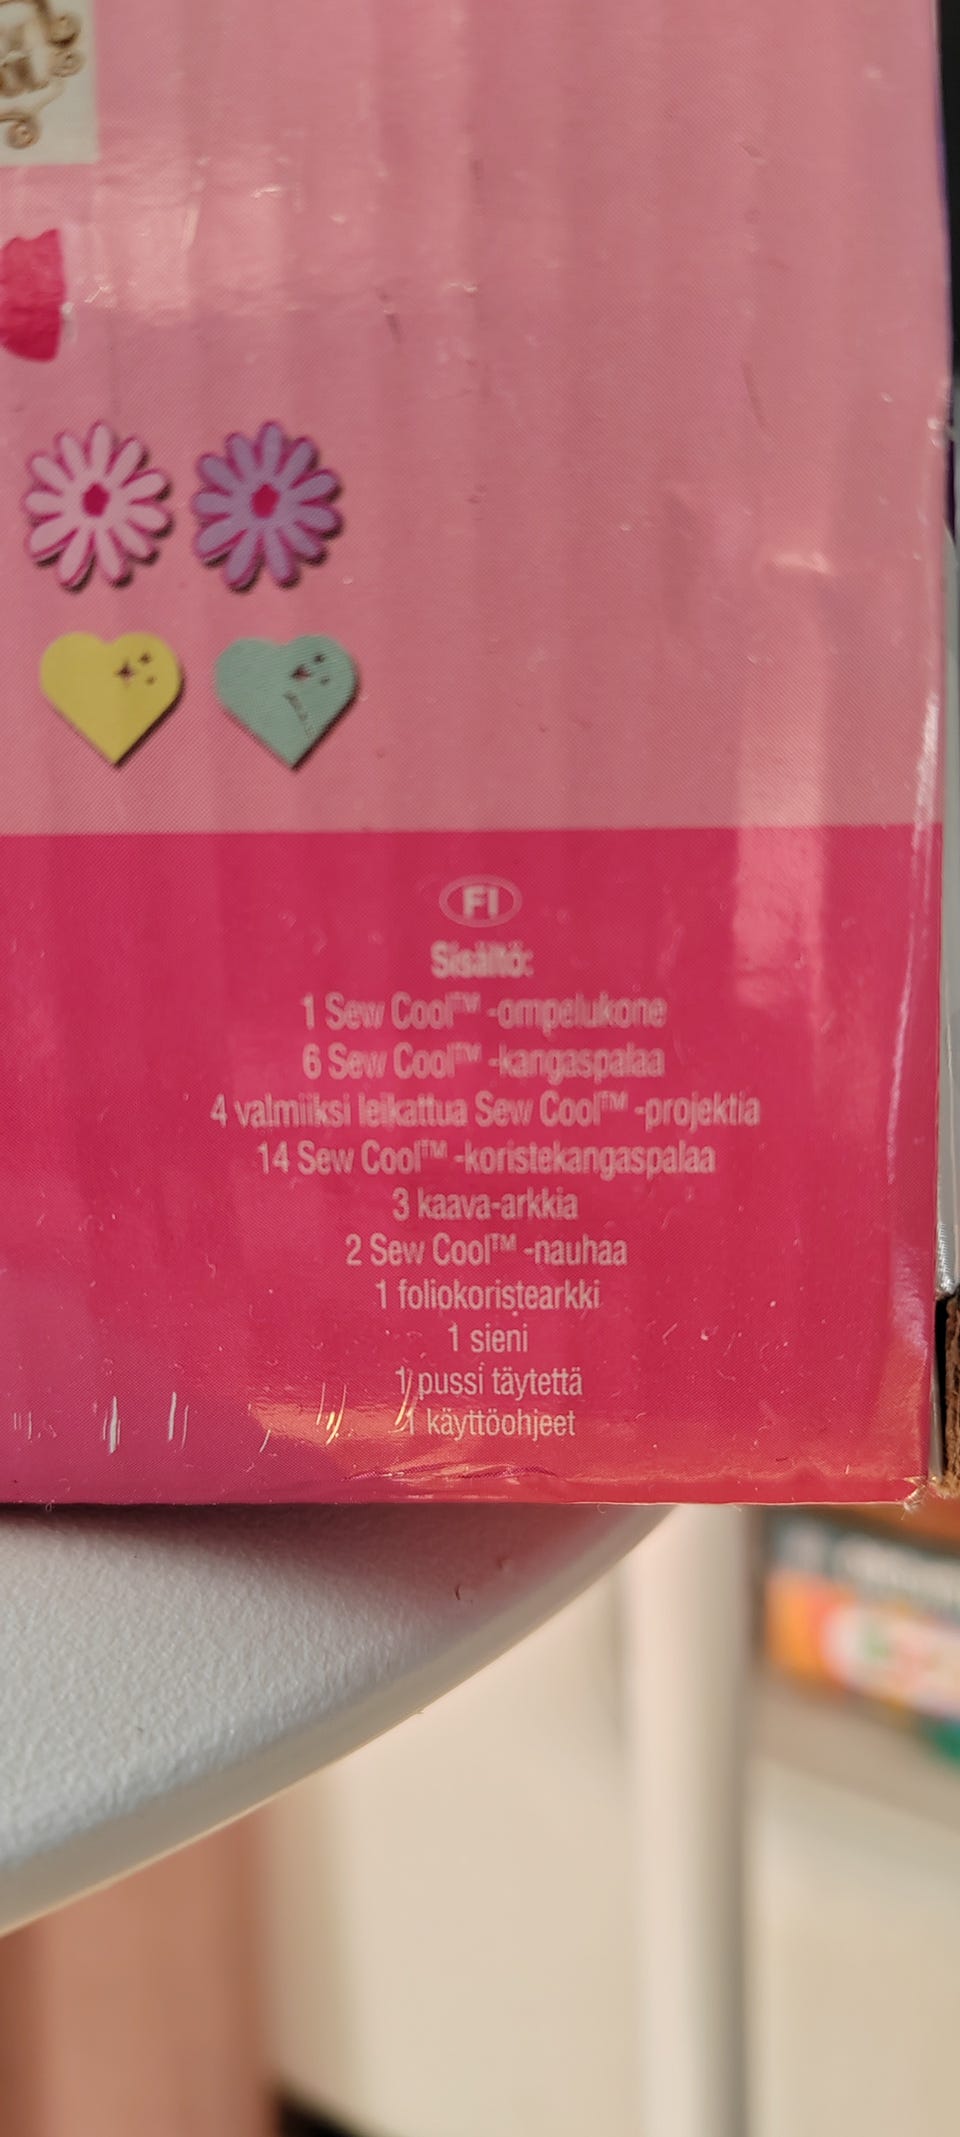 FI
Sisältö:
1 Sew Cool™ -ompelukone
6 Sew Cool™ -kangaspalaa
4 valmiiksi leikattua Sew Cool™ -projektia
14 Sew Cool™ -koristekangaspalaa
3 kaava-arkkia
2 Sew Cool™ -nauhaa
1 foliokoristearkki
1 sieni
1 pussi täytettä
1 käyttöohjeet